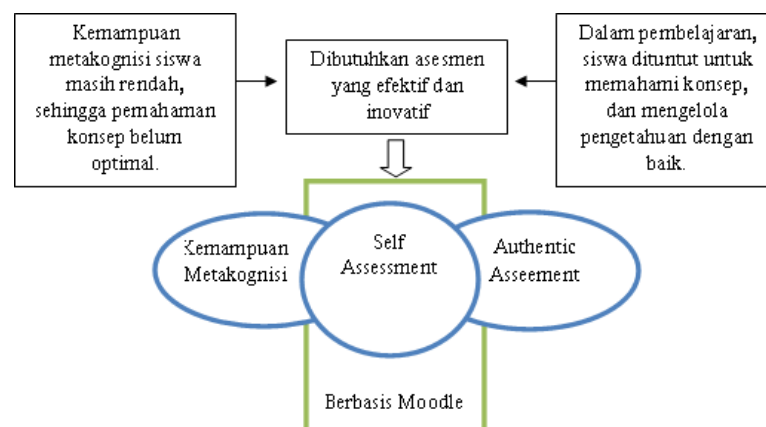 Kemampuan
metakognisi siswa
masih rendah,
sehingga pemahaman
konsep belum
optimal.
Dibutuhkan asesmen
yang efektif dan
inovatif
Dalam pembelajaran,
siswa dituntut untuk
memahami konsep,
dan mengelola
pengetahuan dengan
baik.
Kemampuan
Metakognisi
Self
Assessment
Authentic
Asseement
Berbasis Moodle